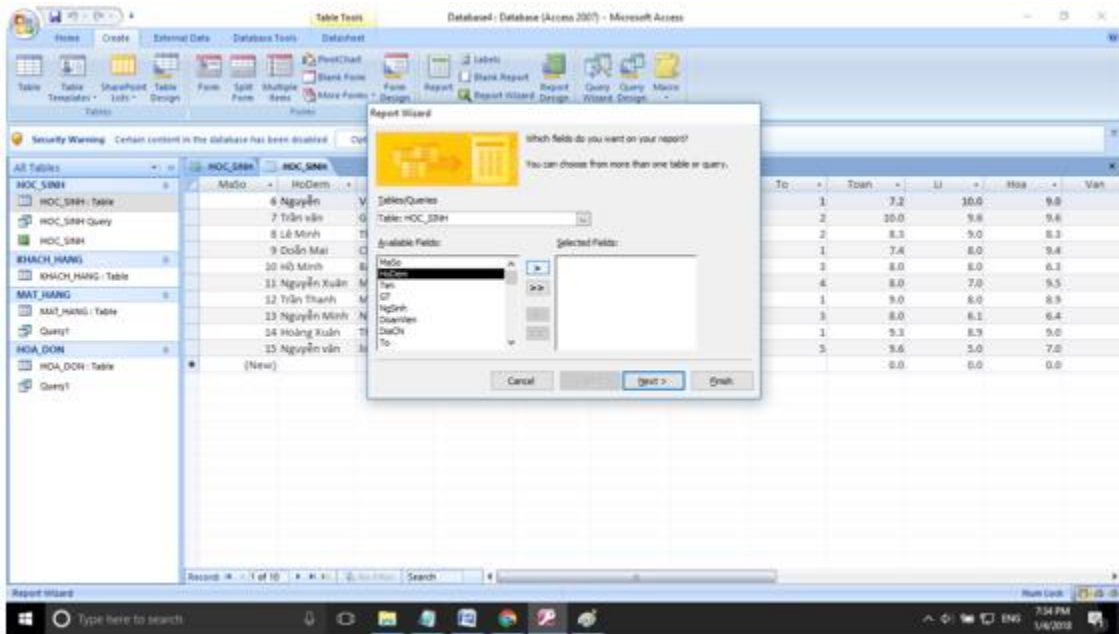 Table Tools
Database4 : Database (Access 2007) - Microsoft Access
Home Create External Data Database Tools Datasheet
PivotChart Labels
Blank Form Blank Report
Table Table SharePoint Table Form Split Multiple More Forms Form Report Report Wizard Report Query Query Macro
Templates Lists Design Form Items Design Design Wizard Design
Tables Forms
Security Warning Certain content in the database has been disabled
All Tables
HOC_SINH
HOC_SINH : Table
HOC_SINH Query
HOC_SINH
KHACH_HANG
KHACH_HANG : Table
MAT_HANG
MAT_HANG : Table
Query1
HOA_DON
HOA_DON : Table
Query1
HOC_SINH HOC_SINH
MaSo HoDem To Toan Li Hoa Van
6 Nguyễn 1 7.2 10.0 9.0
7 Trần văn 2 10.0 9.6 9.6
8 Lê Minh 2 8.3 9.0 8.3
9 Doãn Mai 1 7.4 8.0 9.4
10 Hồ Minh 3 8.0 8.0 6.3
11 Nguyễn Xuân 4 8.0 7.0 9.5
12 Trần Thanh 1 9.0 8.0 8.9
13 Nguyễn Minh 3 8.0 6.1 6.4
14 Hoàng Xuân 1 9.3 8.9 9.0
15 Nguyễn văn 5 9.6 5.0 7.0
(New) 0.0 0.0 0.0
Report Wizard
Which fields do you want on your report?
You can choose from more than one table or query.
Tables/Queries
Table: HOC_SINH
Available Fields: Selected Fields:
MaSo
HoDem
Ten
GT
NgSinh
DoanVien
DiaChi
To
>
>>
Cancel Next > Finish
Record: 1 of 10 No Filter Search
Report Wizard Num Lock
Type here to search
ENG 7:34 PM
1/4/2018